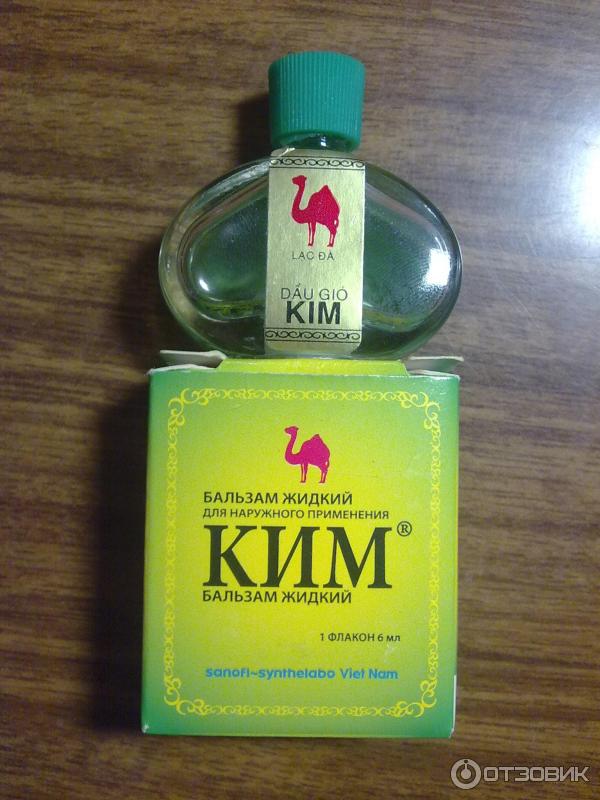 LẠC ĐÀ
DẦU GIÓ
KIM
БАЛЬЗАМ ЖИДКИЙ
ДЛЯ НАРУЖНОГО ПРИМЕНЕНИЯ
КИМ®
БАЛЬЗАМ ЖИДКИЙ
1 ФЛАКОН 6 мл
sanofi~synthelabo Viet Nam
ОТЗОВИК